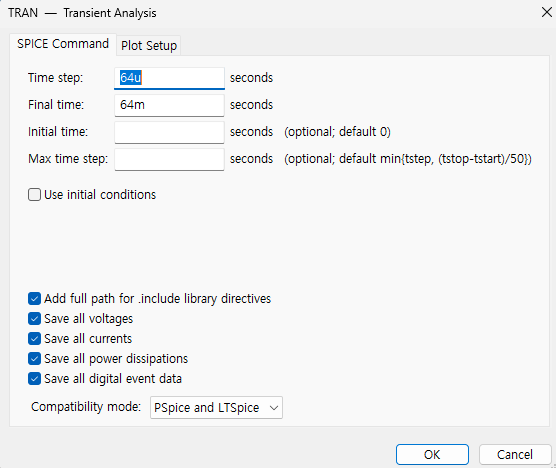 TRAN — Transient Analysis
SPICE Command Plot Setup
Time step: 64u seconds
Final time: 64m seconds
Initial time: seconds (optional; default 0)
Max time step: seconds (optional; default min{tstep, (tstop-tstart)/50})
Use initial conditions
Add full path for .include library directives
Save all voltages
Save all currents
Save all power dissipations
Save all digital event data
Compatibility mode: PSpice and LTSpice
OK Cancel